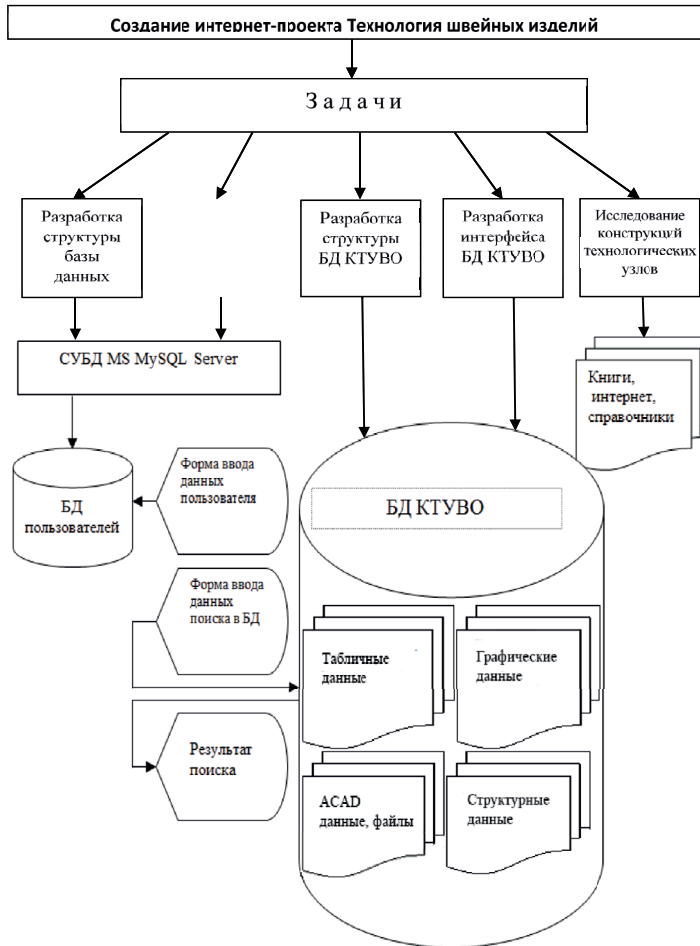 Создание интернет-проекта Технология швейных изделий
З а д а ч и
Разработка
структуры
базы
данных
Разработка
структуры
БД КТУВО
Разработка
интерфейса
БД КТУВО
Исследование
конструкций
технологических
узлов
СУБД MS MySQL Server
Книги,
интернет,
справочники
БД
пользователей
Форма ввода
данных
пользователя
БД КТУВО
Форма ввода
данных
поиска в БД
Табличные
данные
Графические
данные
Результат
поиска
ACAD
данные, файлы
Структурные
данные